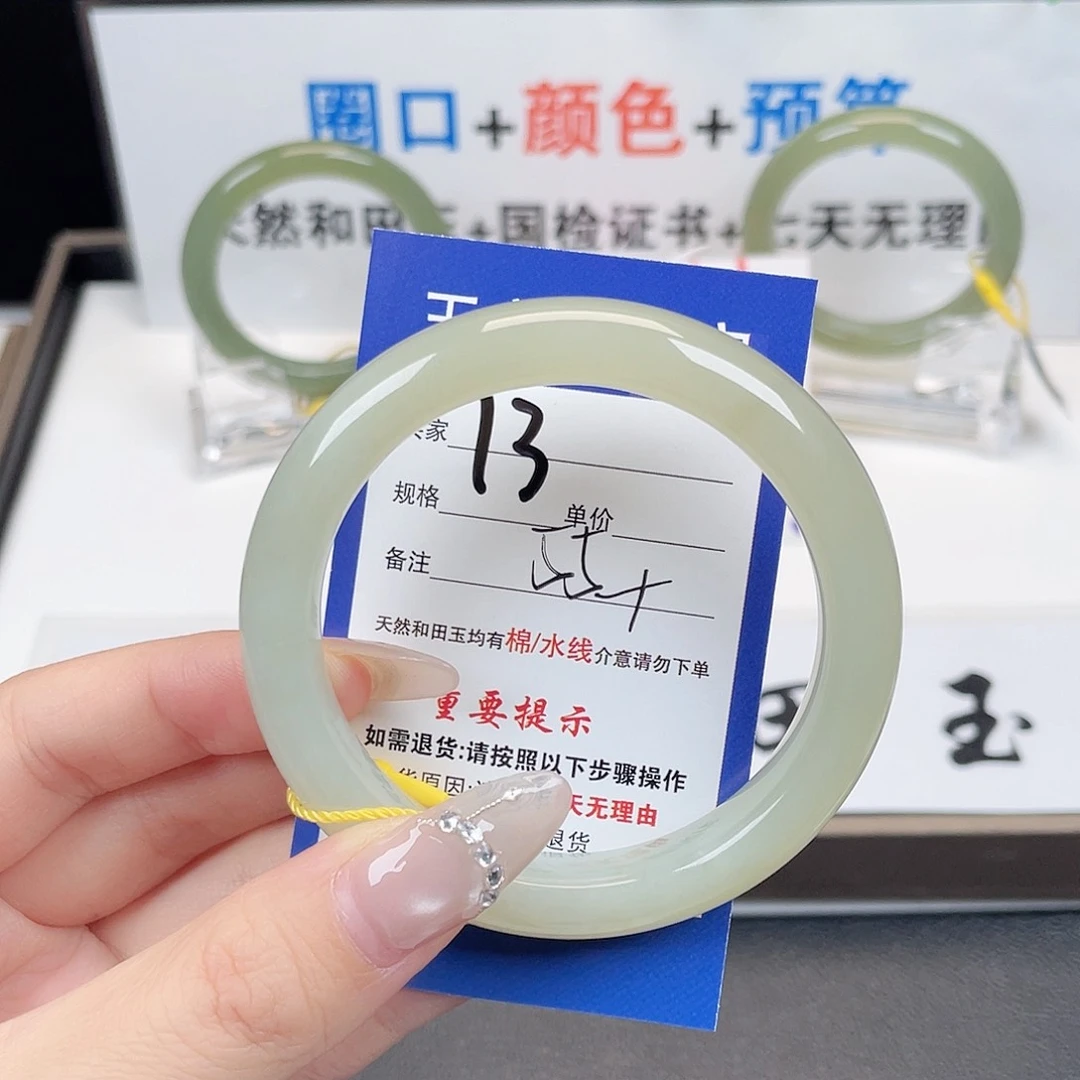 圈口+颜色+预算
然和田玉+国检证书+七天无理
家 13
规格 单价
备注
天然和田玉均有棉/水线介意请勿下单
重要提示
如需退货:请按照以下步骤操作
原因: 天无理由
退货
玉